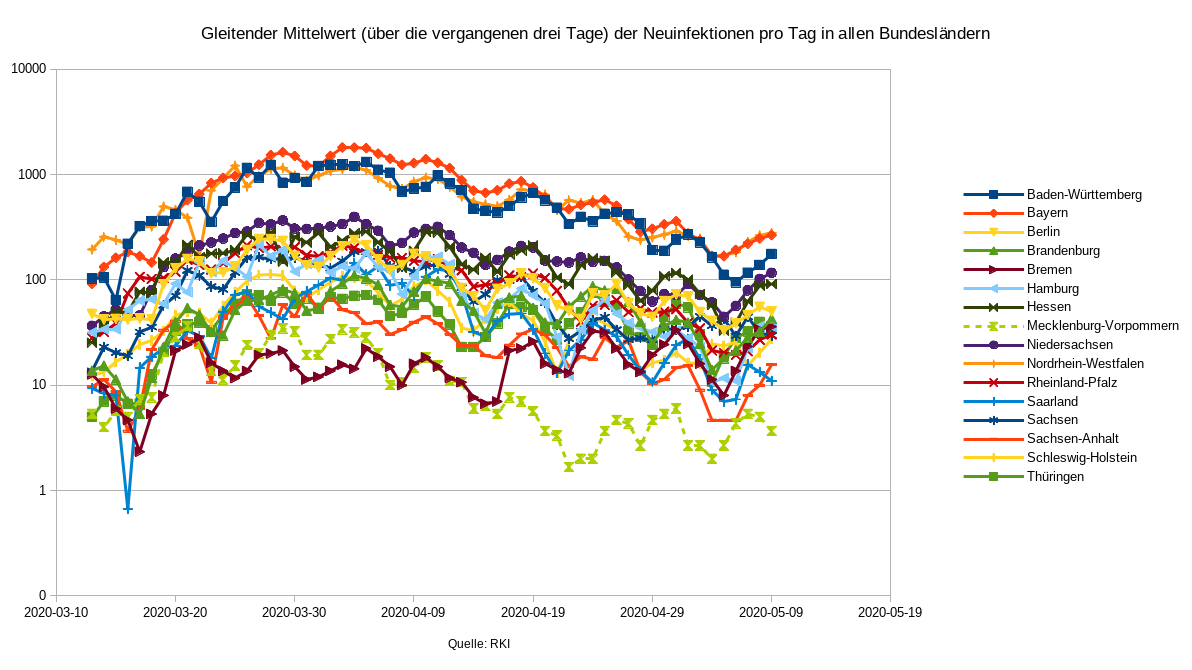 Gleitender Mittelwert (über die vergangenen drei Tage) der Neuinfektionen pro Tag in allen Bundesländern
10000
1000
100
10
1
0
2020-03-10 2020-03-20 2020-03-30 2020-04-09 2020-04-19 2020-04-29 2020-05-09 2020-05-19
Quelle: RKI
Baden-Württemberg
Bayern
Berlin
Brandenburg
Bremen
Hamburg
Hessen
Mecklenburg-Vorpommern
Niedersachsen
Nordrhein-Westfalen
Rheinland-Pfalz
Saarland
Sachsen
Sachsen-Anhalt
Schleswig-Holstein
Thüringen